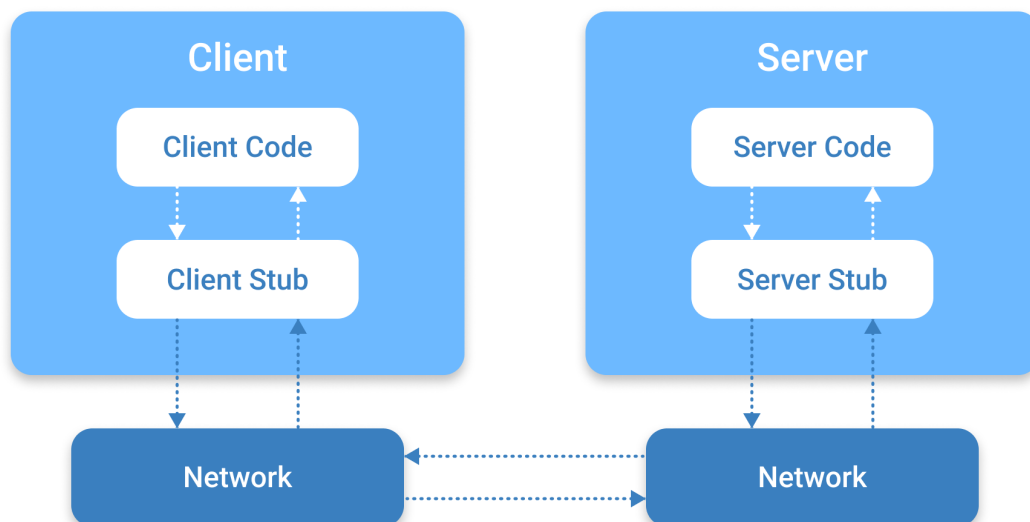 Client
Server
Client Code
Server Code
Client Stub
Server Stub
Network
Network